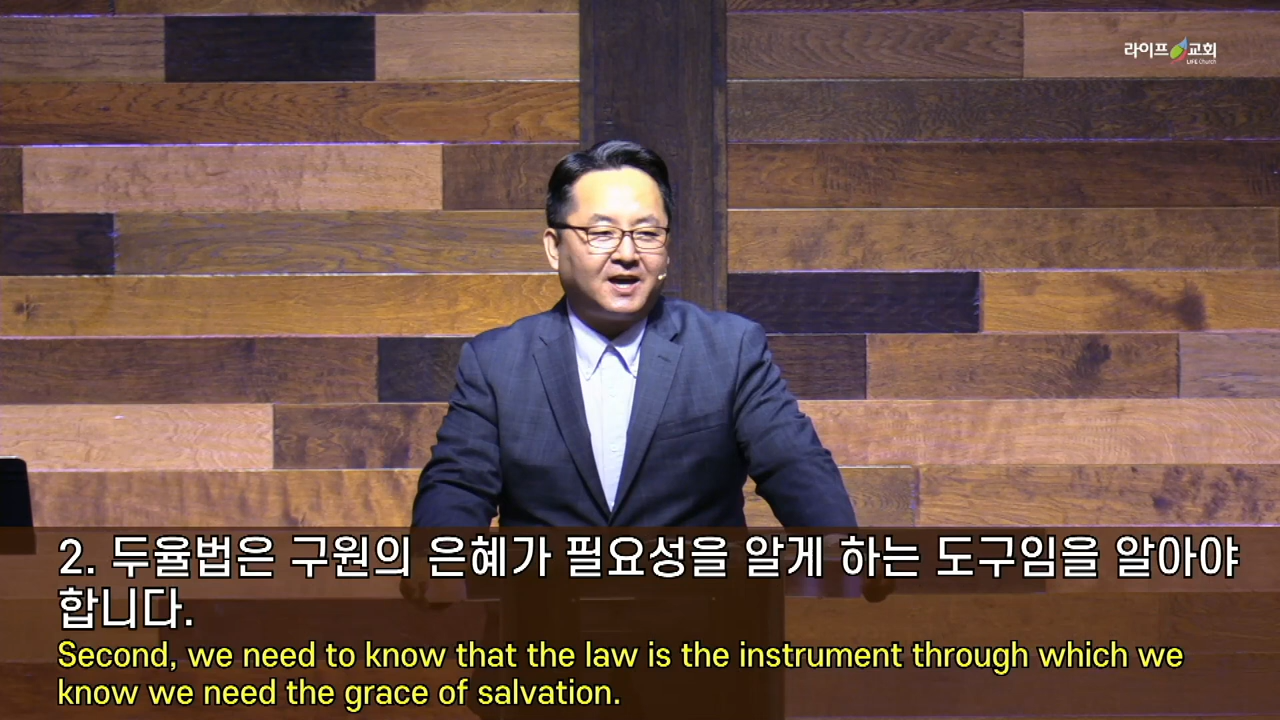 라이프 교회
LIFE Church
2. 두율법은 구원의 은혜가 필요성을 알게 하는 도구임을 알아야
합니다.
Second, we need to know that the law is the instrument through which we
know we need the grace of salvation.